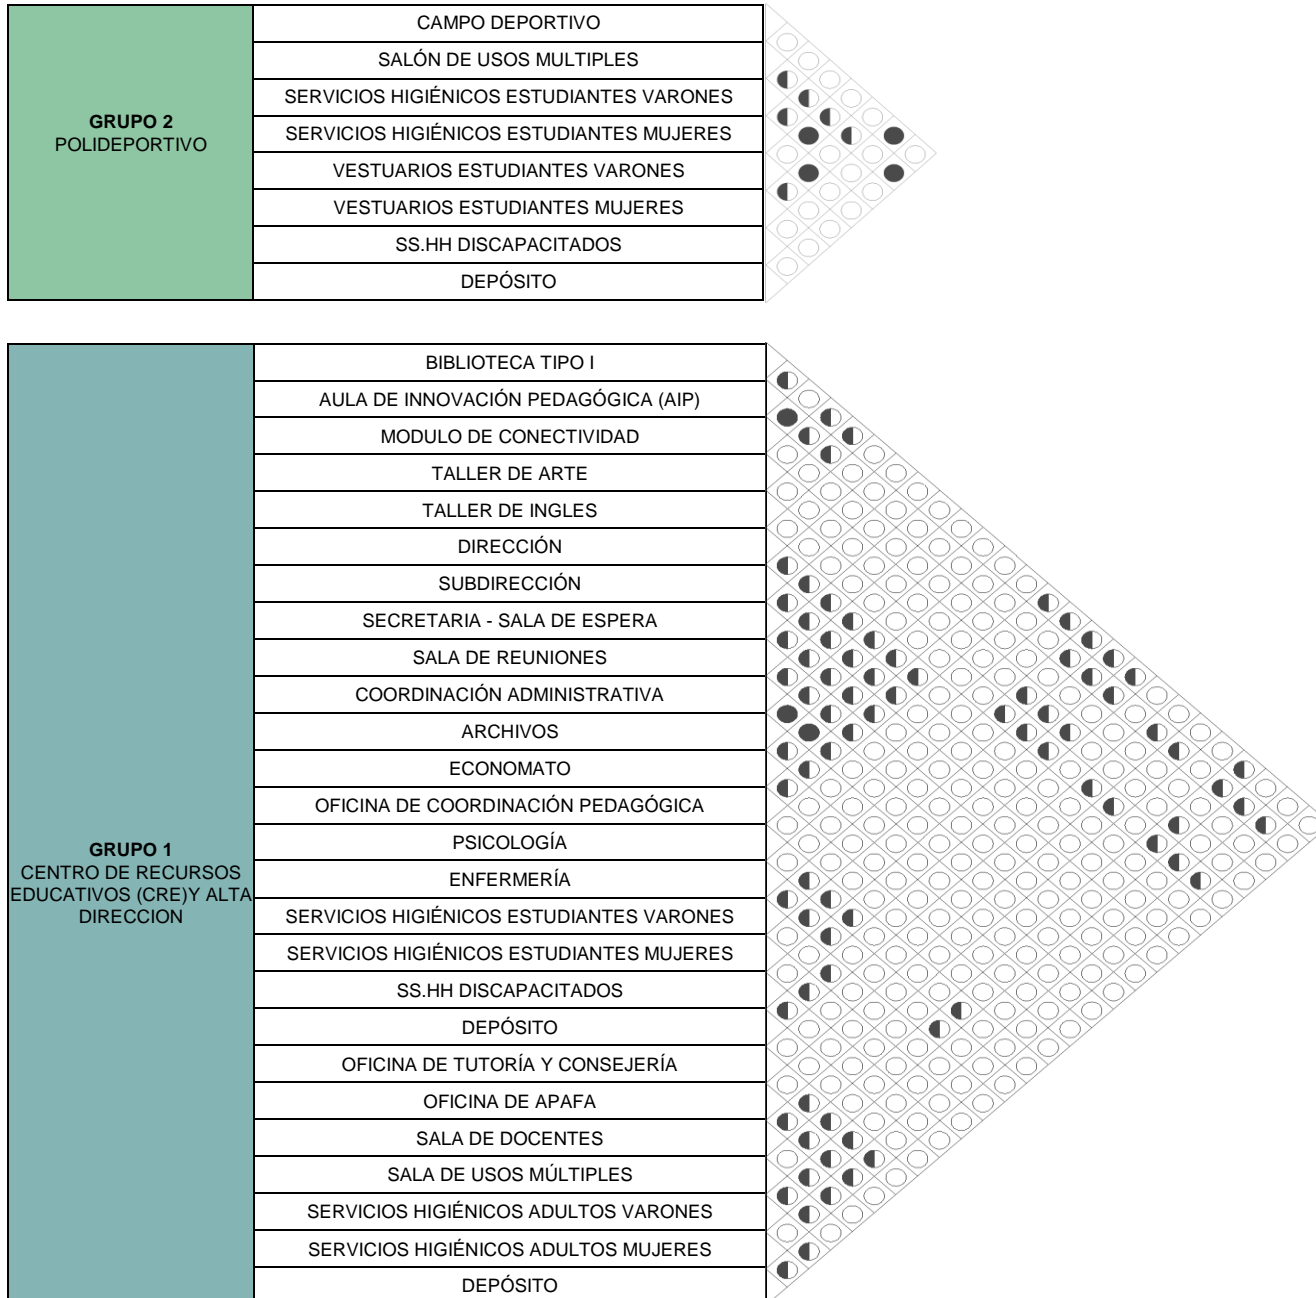 GRUPO 2
POLIDEPORTIVO
CAMPO DEPORTIVO
SALÓN DE USOS MULTIPLES
SERVICIOS HIGIÉNICOS ESTUDIANTES VARONES
SERVICIOS HIGIÉNICOS ESTUDIANTES MUJERES
VESTUARIOS ESTUDIANTES VARONES
VESTUARIOS ESTUDIANTES MUJERES
SS.HH DISCAPACITADOS
DEPÓSITO
GRUPO 1
CENTRO DE RECURSOS
EDUCATIVOS (CRE)Y ALTA
DIRECCION
BIBLIOTECA TIPO I
AULA DE INNOVACIÓN PEDAGÓGICA (AIP)
MODULO DE CONECTIVIDAD
TALLER DE ARTE
TALLER DE INGLES
DIRECCIÓN
SUBDIRECCIÓN
SECRETARIA - SALA DE ESPERA
SALA DE REUNIONES
COORDINACIÓN ADMINISTRATIVA
ARCHIVOS
ECONOMATO
OFICINA DE COORDINACIÓN PEDAGÓGICA
PSICOLOGÍA
ENFERMERÍA
SERVICIOS HIGIÉNICOS ESTUDIANTES VARONES
SERVICIOS HIGIÉNICOS ESTUDIANTES MUJERES
SS.HH DISCAPACITADOS
DEPÓSITO
OFICINA DE TUTORÍA Y CONSEJERÍA
OFICINA DE APAFA
SALA DE DOCENTES
SALA DE USOS MÚLTIPLES
SERVICIOS HIGIÉNICOS ADULTOS VARONES
SERVICIOS HIGIÉNICOS ADULTOS MUJERES
DEPÓSITO